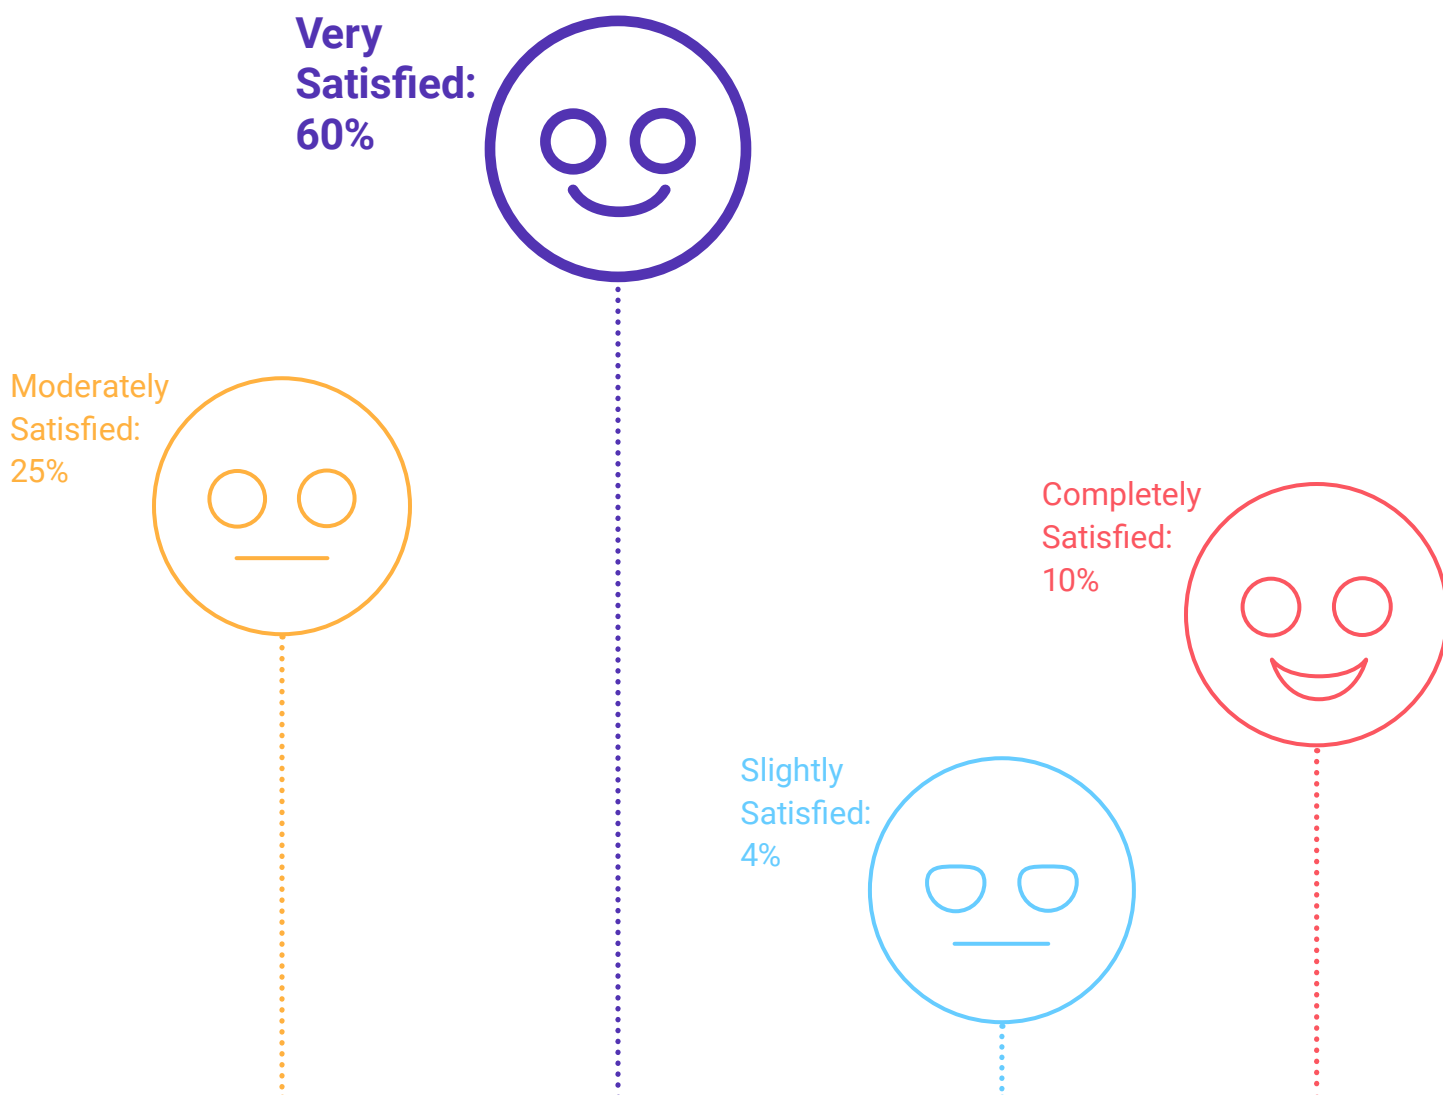 Very
Satisfied:
60%
Moderately
Satisfied:
25%
Completely
Satisfied:
10%
Slightly
Satisfied:
4%